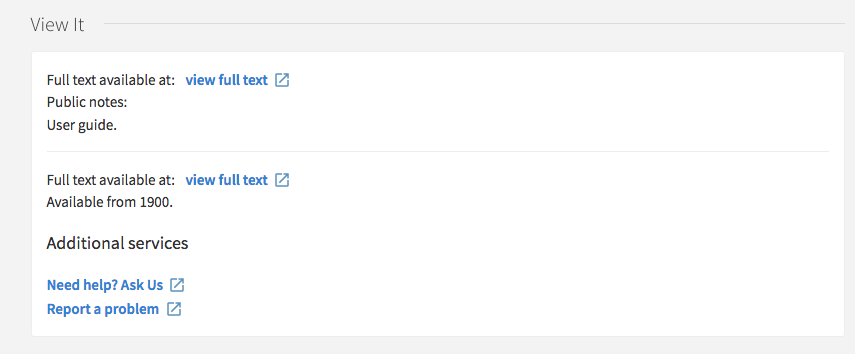 View It
Full text available at: view full text
Public notes:
User guide.
Full text available at: view full text
Available from 1900.
Additional services
Need help? Ask Us
Report a problem